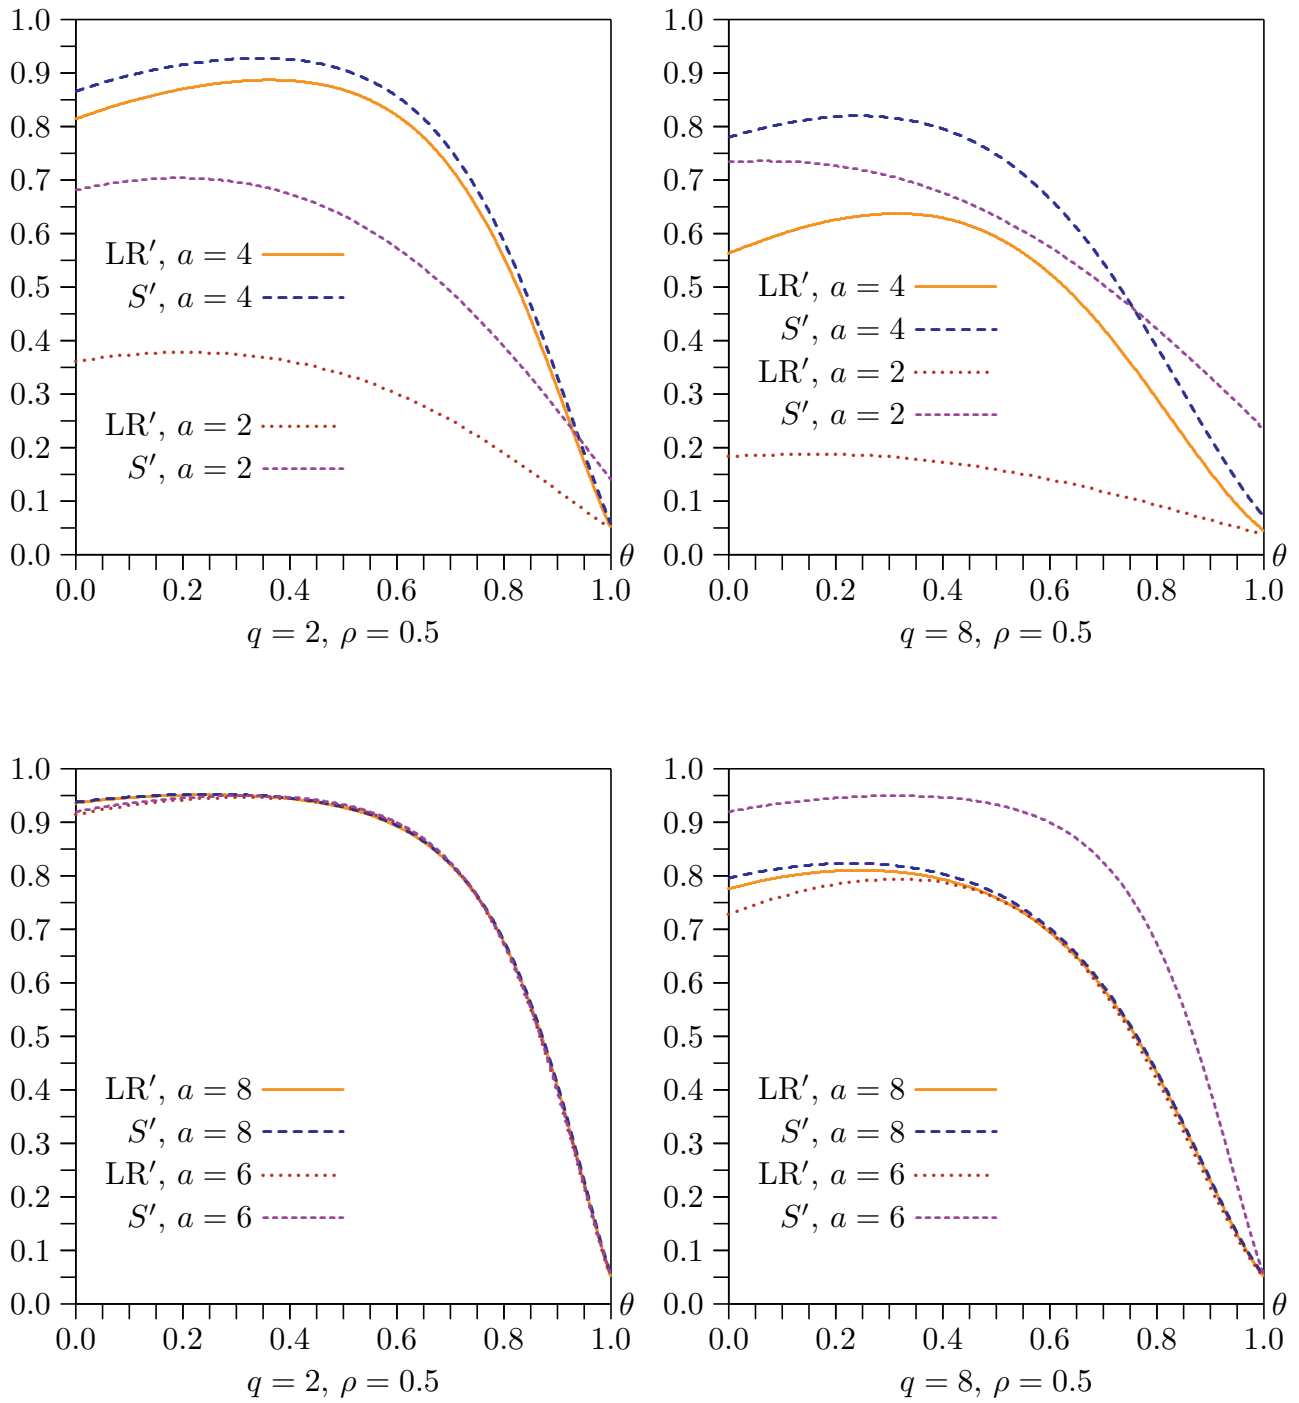 1.0
0.9
0.8
0.7
0.6
0.5
0.4
0.3
0.2
0.1
0.0
LR′, a = 4
S′, a = 4
LR′, a = 2
S′, a = 2
θ
0.0 0.2 0.4 0.6 0.8 1.0
q = 2, ρ = 0.5
1.0
0.9
0.8
0.7
0.6
0.5
0.4
0.3
0.2
0.1
0.0
LR′, a = 4
S′, a = 4
LR′, a = 2
S′, a = 2
θ
0.0 0.2 0.4 0.6 0.8 1.0
q = 8, ρ = 0.5
1.0
0.9
0.8
0.7
0.6
0.5
0.4
0.3
0.2
0.1
0.0
LR′, a = 8
S′, a = 8
LR′, a = 6
S′, a = 6
θ
0.0 0.2 0.4 0.6 0.8 1.0
q = 2, ρ = 0.5
1.0
0.9
0.8
0.7
0.6
0.5
0.4
0.3
0.2
0.1
0.0
LR′, a = 8
S′, a = 8
LR′, a = 6
S′, a = 6
θ
0.0 0.2 0.4 0.6 0.8 1.0
q = 8, ρ = 0.5